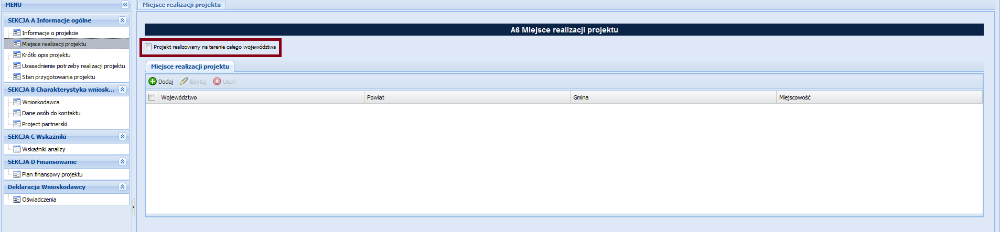 MENU
SEKCJA A Informacje ogólne
Informacje o projekcie
Miejsce realizacji projektu
Krótki opis projektu
Uzasadnienie potrzeby realizacji projektu
Stan przygotowania projektu
SEKCJA B Charakterystyka wniosk...
Wnioskodawca
Dane osób do kontaktu
Project partnerski
SEKCJA C Wskaźniki
Wskaźniki analizy
SEKCJA D Finansowanie
Plan finansowy projektu
Deklaracja Wnioskodawcy
Oświadczenia
Miejsce realizacji projektu
A6 Miejsce realizacji projektu
Projekt realizowany na terenie całego województwa
Miejsce realizacji projektu
Dodaj Edytuj Usuń
Województwo Powiat Gmina Miejscowość